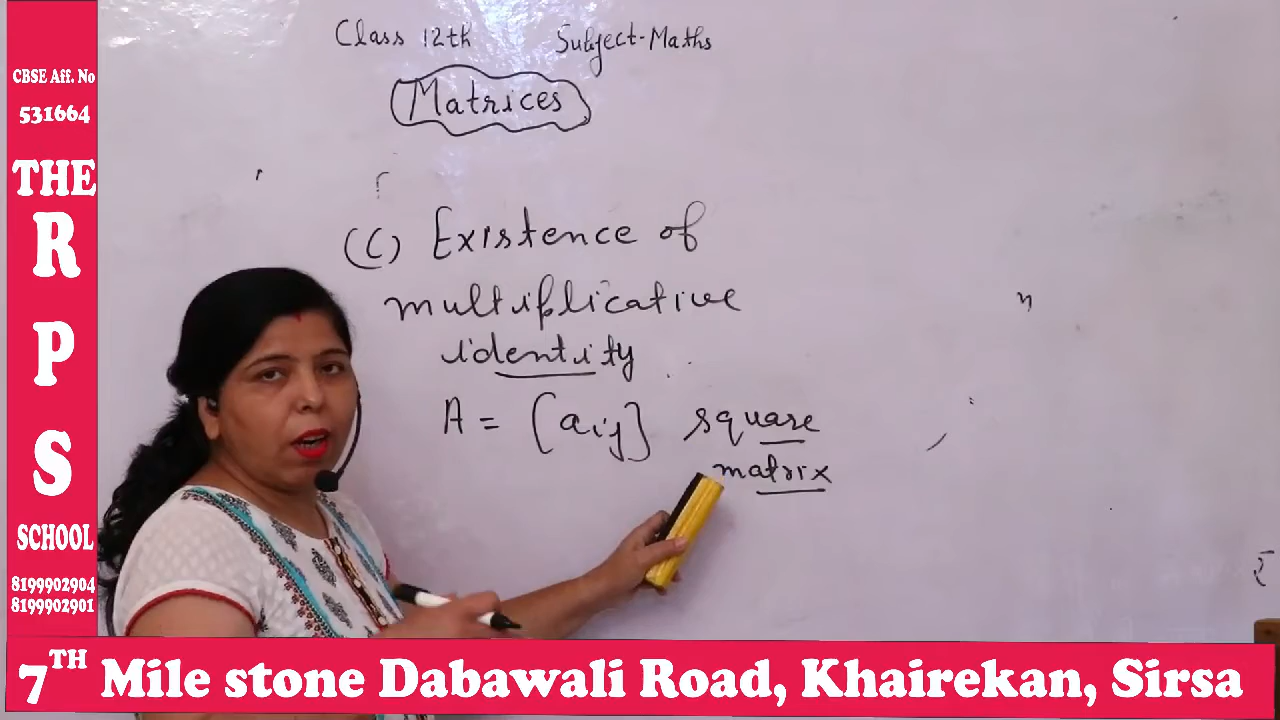 CBSE Aff. No
531664
THE
R
P
S
SCHOOL
8199902904
8199902901
Class 12th Subject-Maths
Matrices
(C) Existence of
multiplicative
identity
A = [aij] square
matrix
7TH Mile stone Dabawali Road, Khairekan, Sirsa